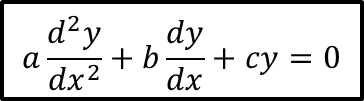 a d²y/dx² + b dy/dx + cy = 0